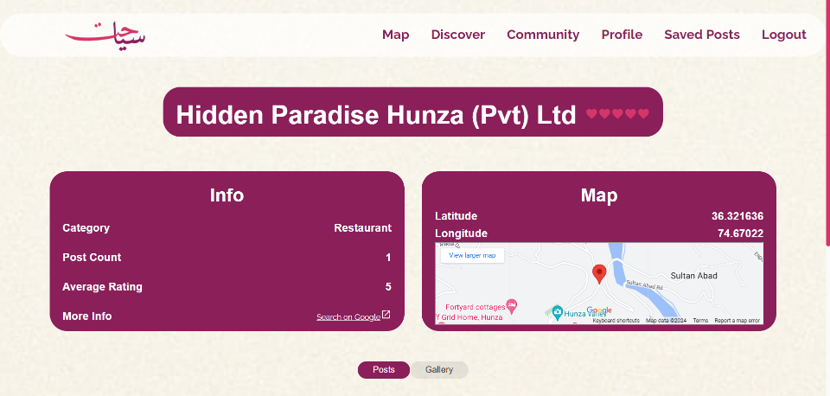 سیاحت
Map Discover Community Profile Saved Posts Logout
Hidden Paradise Hunza (Pvt) Ltd
Info
Category Restaurant
Post Count 1
Average Rating 5
More Info Search on Google
Map
Latitude 36.321636
Longitude 74.67022
View larger map
Sultan Abad
Sultan Abad Rd
Fortyard cottages
Grid Home, Hunza
Hunza Valley
Google
Keyboard shortcuts Map data ©2024 Terms Report a map error
Posts Gallery